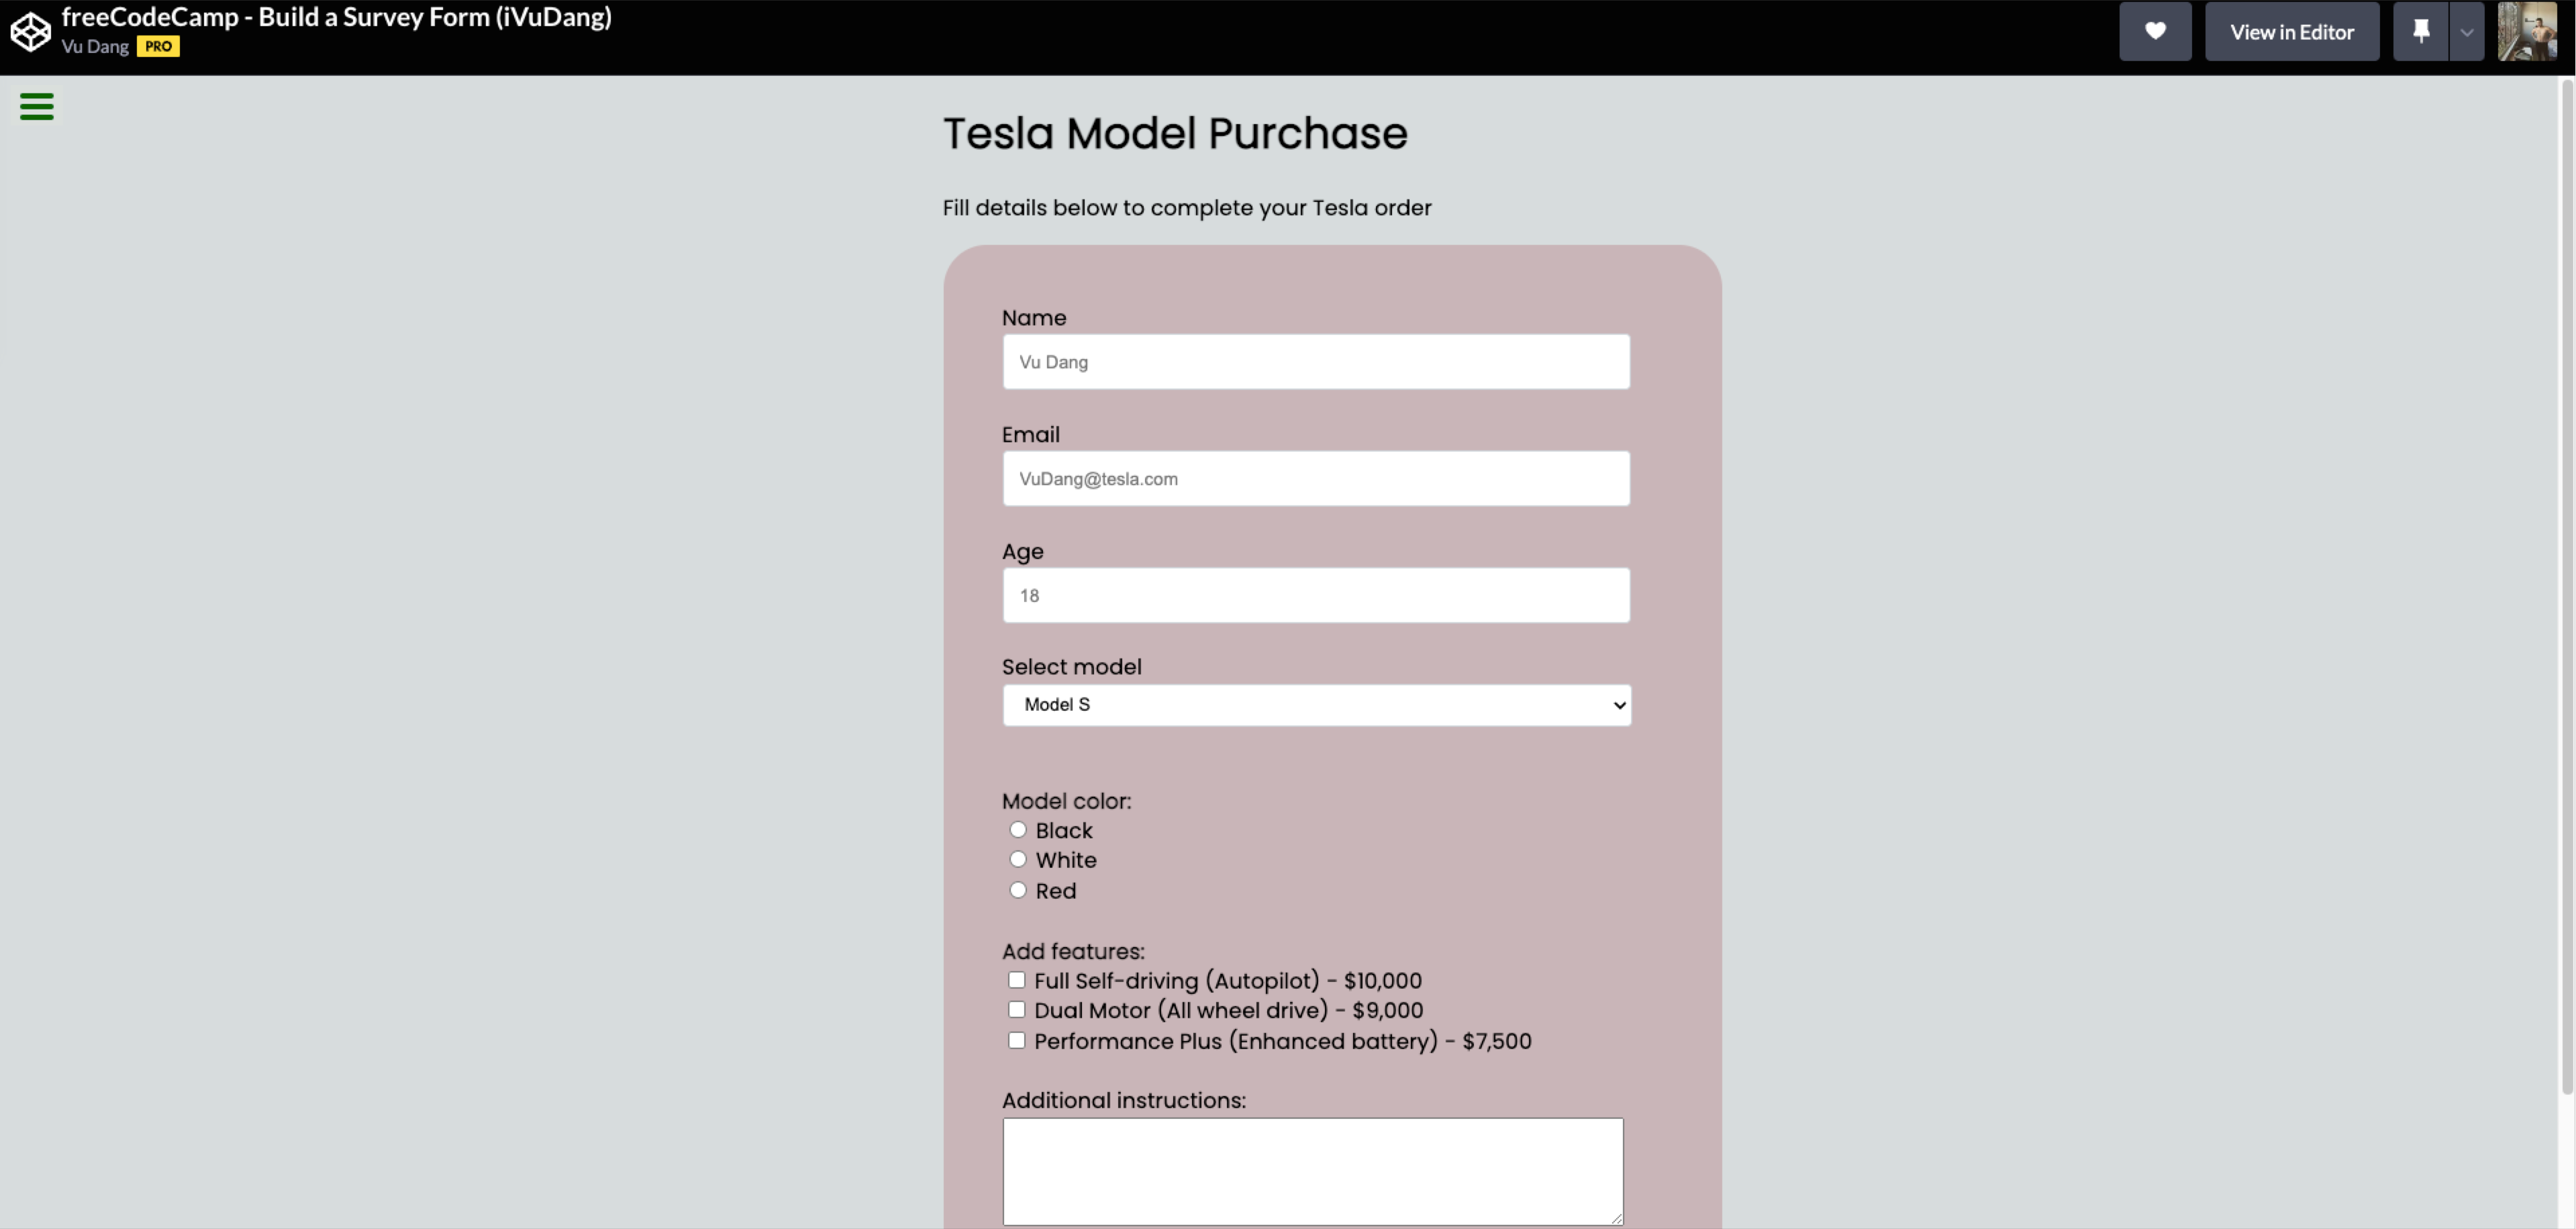 freeCodeCamp - Build a Survey Form (iVuDang)
Vu Dang PRO
View in Editor
Tesla Model Purchase
Fill details below to complete your Tesla order
Name
Vu Dang
Email
VuDang@tesla.com
Age
18
Select model
Model S
Model color:
Black
White
Red
Add features:
Full Self-driving (Autopilot) - $10,000
Dual Motor (All wheel drive) - $9,000
Performance Plus (Enhanced battery) - $7,500
Additional instructions: